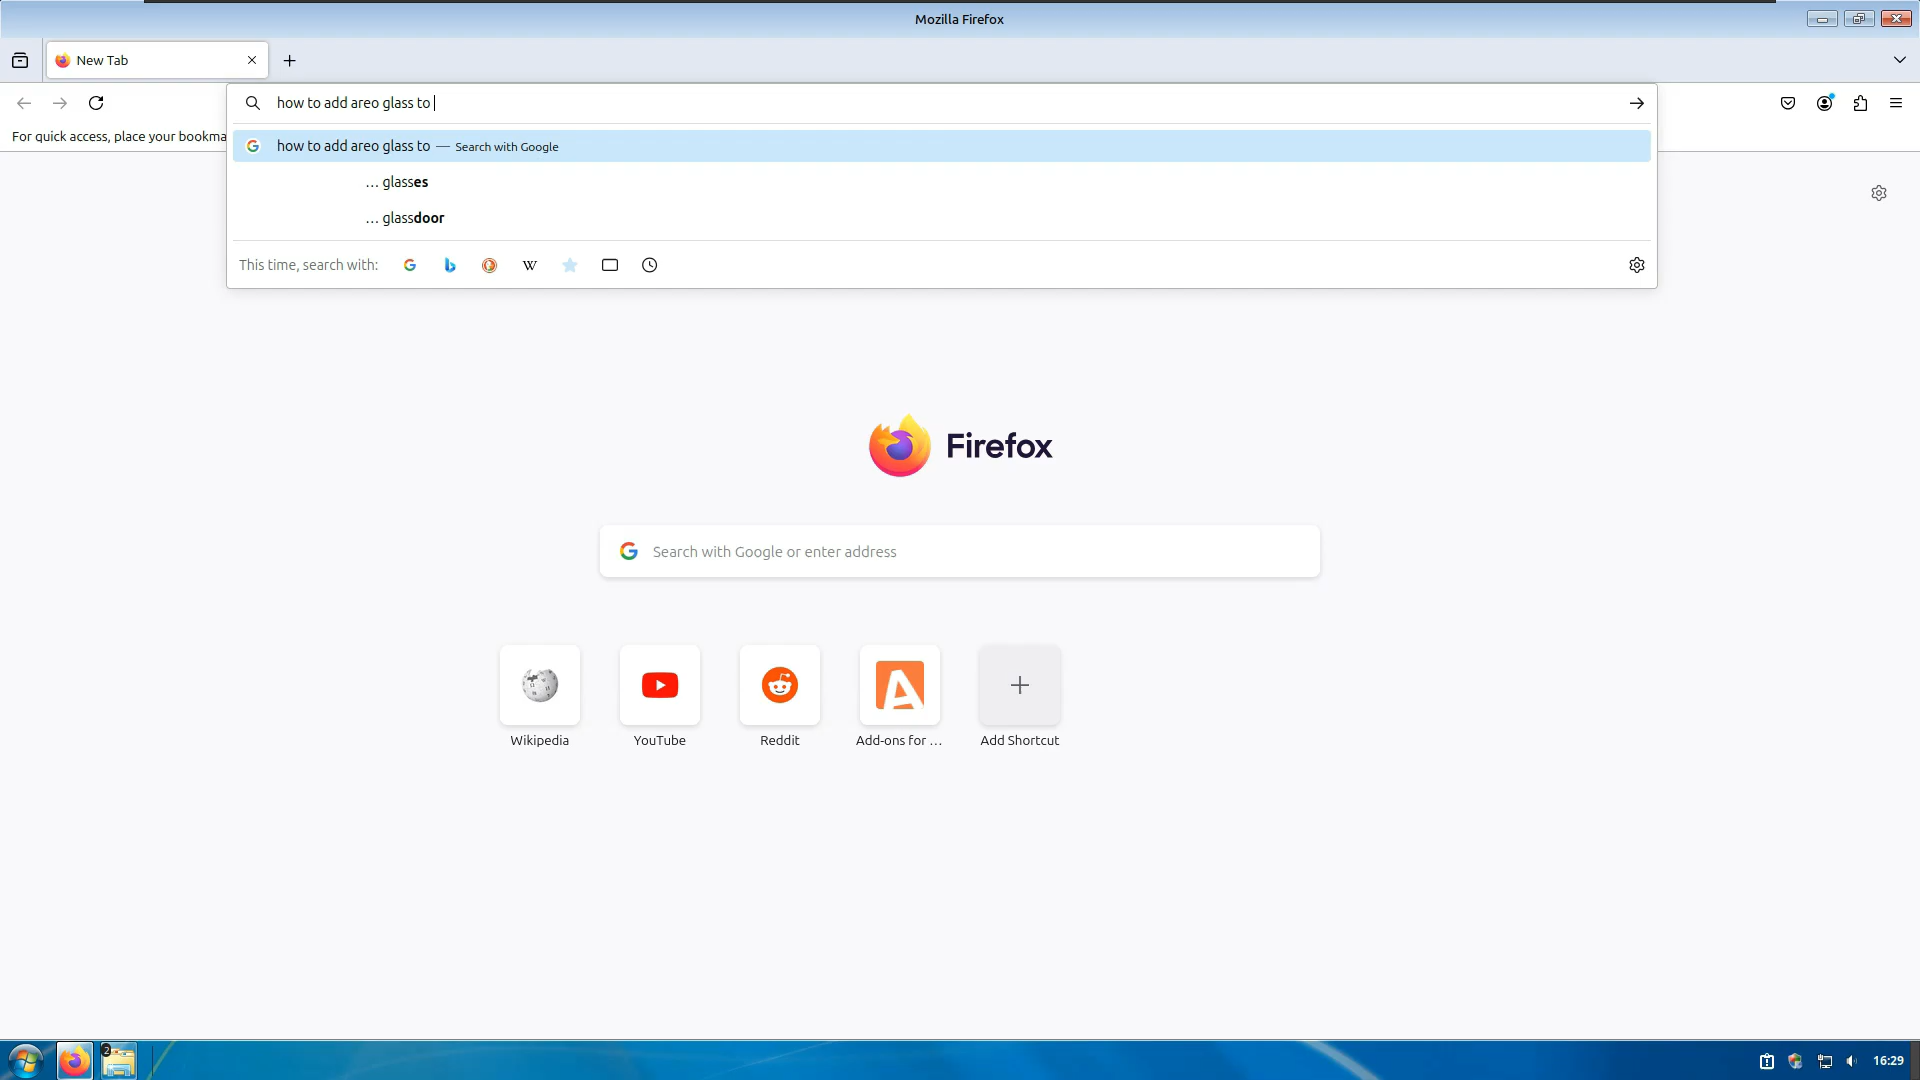 Mozilla Firefox
New Tab
how to add areo glass to
For quick access, place your bookma
how to add areo glass to — Search with Google
... glasses
... glassdoor
This time, search with:
Firefox
Search with Google or enter address
Wikipedia
YouTube
Reddit
Add-ons for ...
Add Shortcut
2
16:29